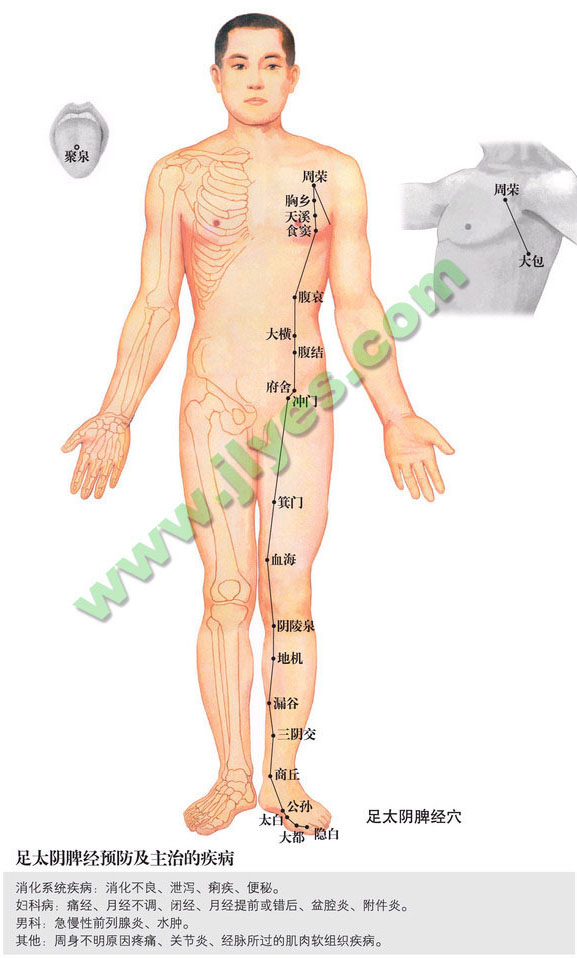 聚泉
周荣
胸乡
天溪
食窦
周荣
大包
腹哀
大横
腹结
府舍
冲门
箕门
血海
阴陵泉
地机
漏谷
三阴交
商丘
公孙
太白
大都
隐白
足太阴脾经穴
www.jlyes.com
足太阴脾经预防及主治的疾病
消化系统疾病：消化不良、泄泻、痢疾、便秘。
妇科病：痛经、月经不调、闭经、月经提前或错后、盆腔炎、附件炎。
男科：急慢性前列腺炎、水肿。
其他：周身不明原因疼痛、关节炎、经脉所过的肌肉软组织疾病。